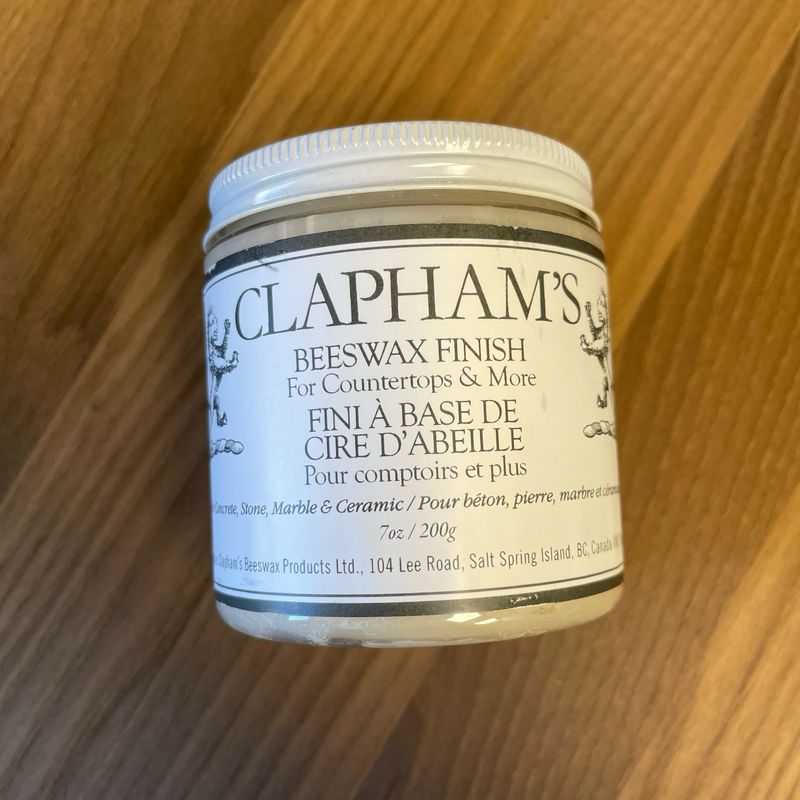 CLAPHAM'S
BEESWAX FINISH
For Countertops & More
FINI À BASE DE
CIRE D'ABEILLE
Pour comptoirs et plus
Concrete, Stone, Marble & Ceramic / Pour béton, pierre, marbre et
7oz / 200g
Clapham's Beeswax Products Ltd., 104 Lee Road, Salt Spring Island, BC, Canada